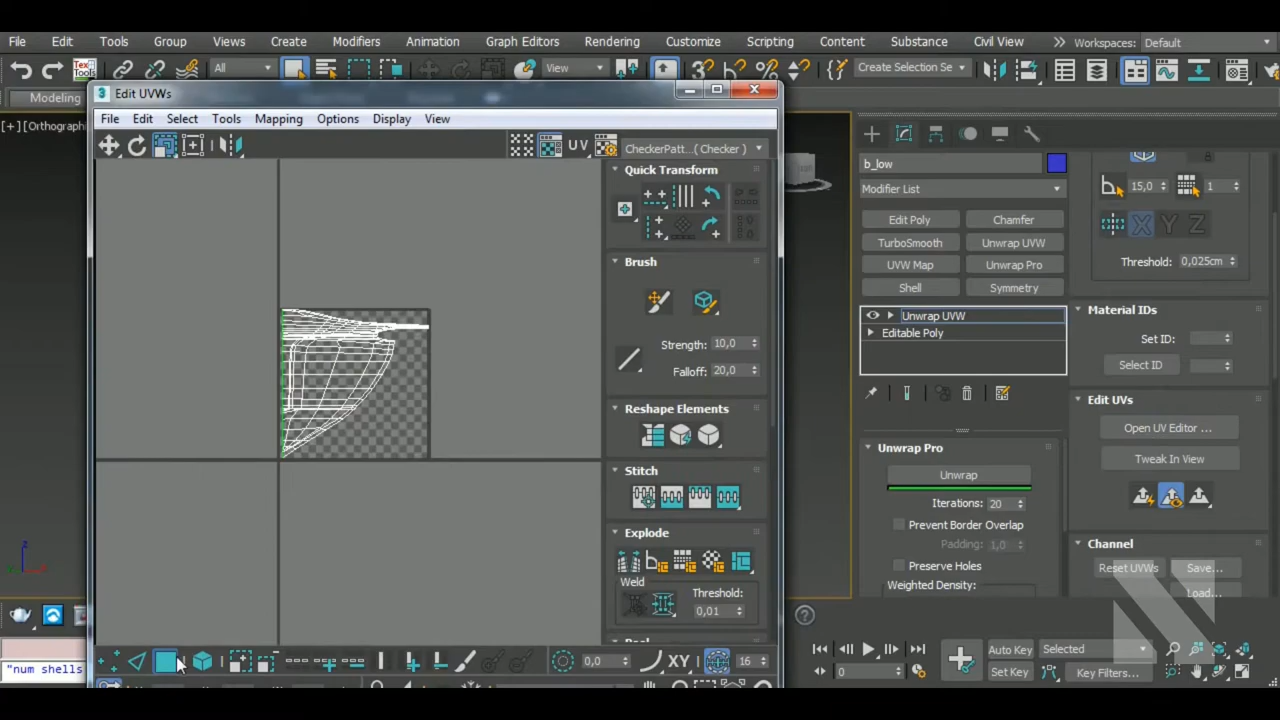 File Edit Tools Group Views Create Modifiers Animation Graph Editors Rendering Customize Scripting Content Substance Civil View Workspaces: Default
Tex Tools All View Create Selection Se
Modeling
[+] [Orthographi
3 Edit UVWs
File Edit Select Tools Mapping Options Display View
UV CheckerPatt...( Checker )
Quick Transform
Brush
Strength: 10,0
Falloff: 20,0
Reshape Elements
Stitch
Explode
Weld
Threshold:
0,01
0,0 XY 16
"num shells
z
b_low
Modifier List
Edit Poly Chamfer
TurboSmooth Unwrap UVW
UVW Map Unwrap Pro
Shell Symmetry
Unwrap UVW
Editable Poly
Unwrap Pro
Unwrap
Iterations: 20
Prevent Border Overlap
Padding: 1,0
Preserve Holes
Weighted Density:
15,0 1
X Y Z
Threshold: 0,025cm
Material IDs
Set ID:
Select ID
Edit UVs
Open UV Editor ...
Tweak In View
Channel
Reset UVWs Save...
Load...
Auto Key Selected
0 Set K Key Filters...